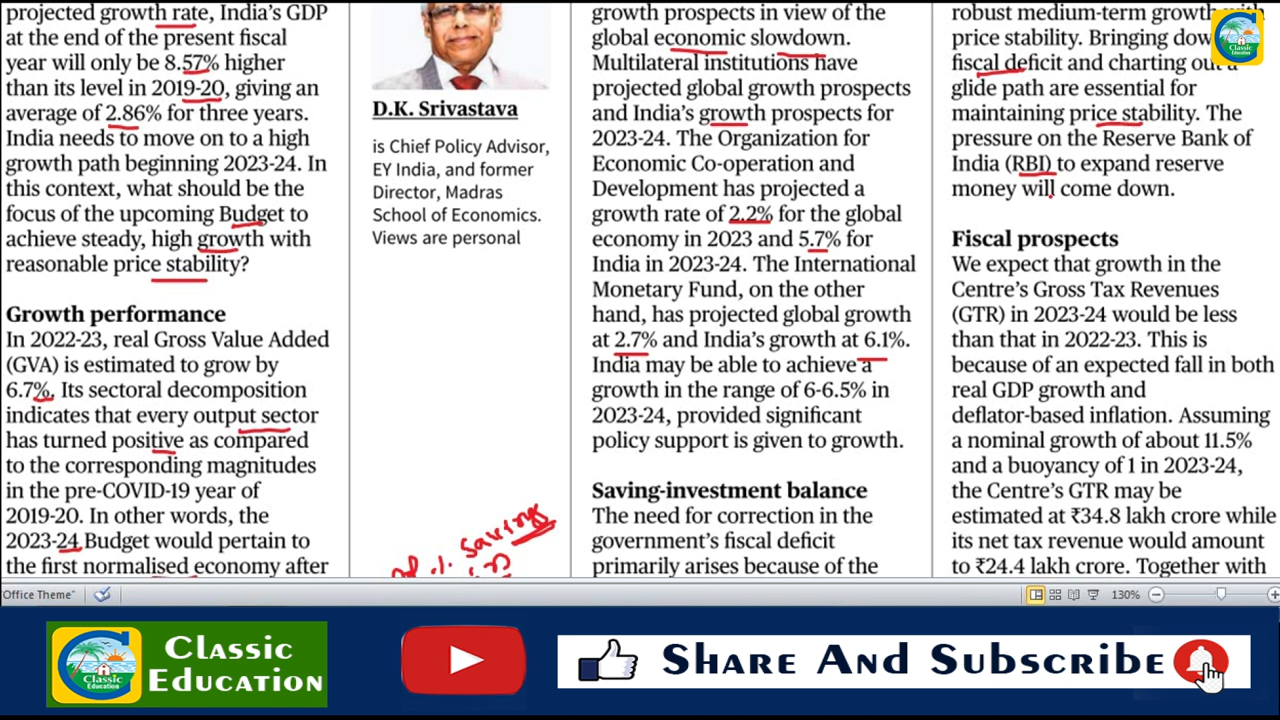 projected growth rate, India's GDP
at the end of the present fiscal
year will only be 8.57% higher
than its level in 2019-20, giving an
average of 2.86% for three years.
India needs to move on to a high
growth path beginning 2023-24. In
this context, what should be the
focus of the upcoming Budget to
achieve steady, high growth with
reasonable price stability?
Growth performance
In 2022-23, real Gross Value Added
(GVA) is estimated to grow by
6.7%. Its sectoral decomposition
indicates that every output sector
has turned positive as compared
to the corresponding magnitudes
in the pre-COVID-19 year of
2019-20. In other words, the
2023-24 Budget would pertain to
the first normalised economy after
D.K. Srivastava
is Chief Policy Advisor,
EY India, and former
Director, Madras
School of Economics.
Views are personal
% savings
growth prospects in view of the
global economic slowdown.
Multilateral institutions have
projected global growth prospects
and India's growth prospects for
2023-24. The Organization for
Economic Co-operation and
Development has projected a
growth rate of 2.2% for the global
economy in 2023 and 5.7% for
India in 2023-24. The International
Monetary Fund, on the other
hand, has projected global growth
at 2.7% and India's growth at 6.1%.
India may be able to achieve a
growth in the range of 6-6.5% in
2023-24, provided significant
policy support is given to growth.
Saving-investment balance
The need for correction in the
government's fiscal deficit
primarily arises because of the
robust medium-term growth with
price stability. Bringing down
fiscal deficit and charting out a
glide path are essential for
maintaining price stability. The
pressure on the Reserve Bank of
India (RBI) to expand reserve
money will come down.
Fiscal prospects
We expect that growth in the
Centre's Gross Tax Revenues
(GTR) in 2023-24 would be less
than that in 2022-23. This is
because of an expected fall in both
real GDP growth and
deflator-based inflation. Assuming
a nominal growth of about 11.5%
and a buoyancy of 1 in 2023-24,
the Centre's GTR may be
estimated at ₹34.8 lakh crore while
its net tax revenue would amount
to ₹24.4 lakh crore. Together with
Classic
Education
Office Theme"
130%
Classic
Education
Classic
Education
Share And Subscribe